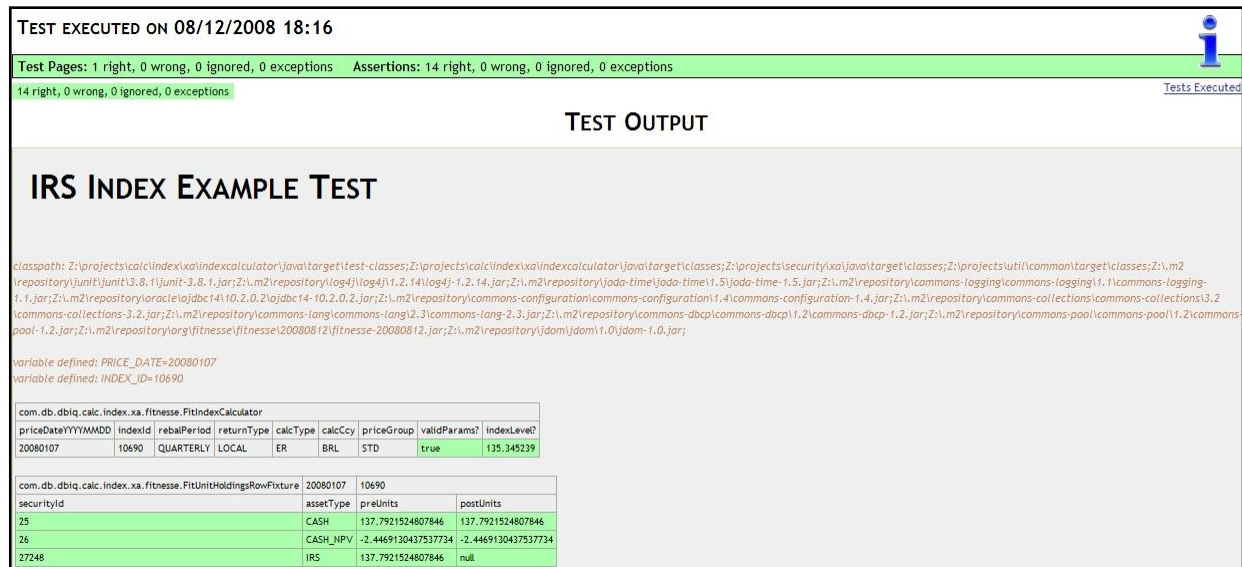 TEST EXECUTED ON 08/12/2008 18:16
Test Pages: 1 right, 0 wrong, 0 ignored, 0 exceptions Assertions: 14 right, 0 wrong, 0 ignored, 0 exceptions
14 right, 0 wrong, 0 ignored, 0 exceptions
Tests Executed
TEST OUTPUT
IRS INDEX EXAMPLE TEST
classpath: Z:\projects\calc\index\xa\indexcalculator\java\target\test-classes;Z:\projects\calc\index\xa\indexcalculator\java\target\classes;Z:\projects\security\xa\java\target\classes;Z:\projects\util\common\target\classes;Z:\.m2
\repository\junit\junit\3.8.1\junit-3.8.1.jar;Z:\.m2\repository\log4j\log4j\1.2.14\log4j-1.2.14.jar;Z:\.m2\repository\joda-time\joda-time\1.5\joda-time-1.5.jar;Z:\.m2\repository\commons-logging\commons-logging\1.1\commons-logging-
1.1.jar;Z:\.m2\repository\oracle\ojdbc14\10.2.0.2\ojdbc14-10.2.0.2.jar;Z:\.m2\repository\commons-configuration\commons-configuration\1.4\commons-configuration-1.4.jar;Z:\.m2\repository\commons-collections\commons-collections\3.2
\commons-collections-3.2.jar;Z:\.m2\repository\commons-lang\commons-lang\2.3\commons-lang-2.3.jar;Z:\.m2\repository\commons-dbcp\commons-dbcp\1.2\commons-dbcp-1.2.jar;Z:\.m2\repository\commons-pool\commons-pool\1.2\commons-
pool-1.2.jar;Z:\.m2\repository\org\fitnesse\fitnesse\20080812\fitnesse-20080812.jar;Z:\.m2\repository\jdom\jdom\1.0\jdom-1.0.jar;
variable defined: PRICE_DATE=20080107
variable defined: INDEX_ID=10690
com.db.dbiq.calc.index.xa.fitnesse.FitIndexCalculator
priceDateYYYYMMDD indexId rebalPeriod returnType calcType calcCcy priceGroup validParams? indexLevel?
20080107 10690 QUARTERLY LOCAL ER BRL STD true 135.345239
com.db.dbiq.calc.index.xa.fitnesse.FitUnitHoldingsRowFixture 20080107 10690
securityId assetType preUnits postUnits
25 CASH 137.7921524807846 137.7921524807846
26 CASH_NPV -2.4469130437537734 -2.4469130437537734
27248 IRS 137.7921524807846 null